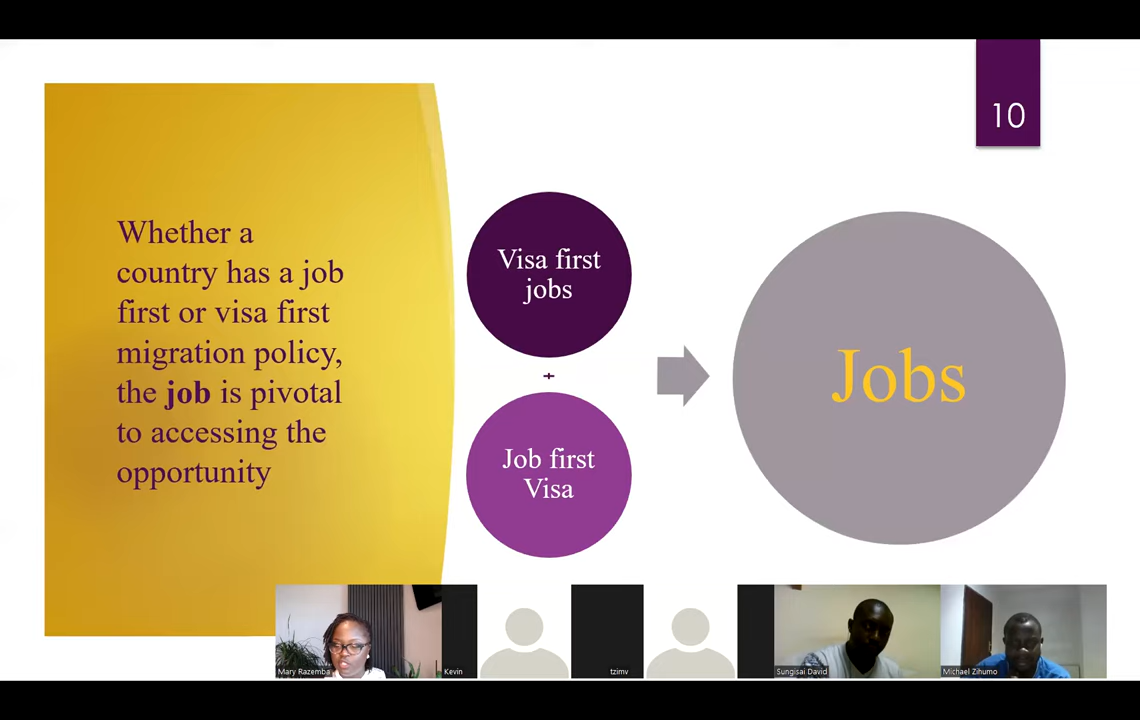 10
Whether a
country has a job
first or visa first
migration policy,
the job is pivotal
to accessing the
opportunity
Visa first
jobs
+
Job first
Visa
Jobs
Mary Razemba
Kevin
tzimv
Sungisai David
Michael Zihumo